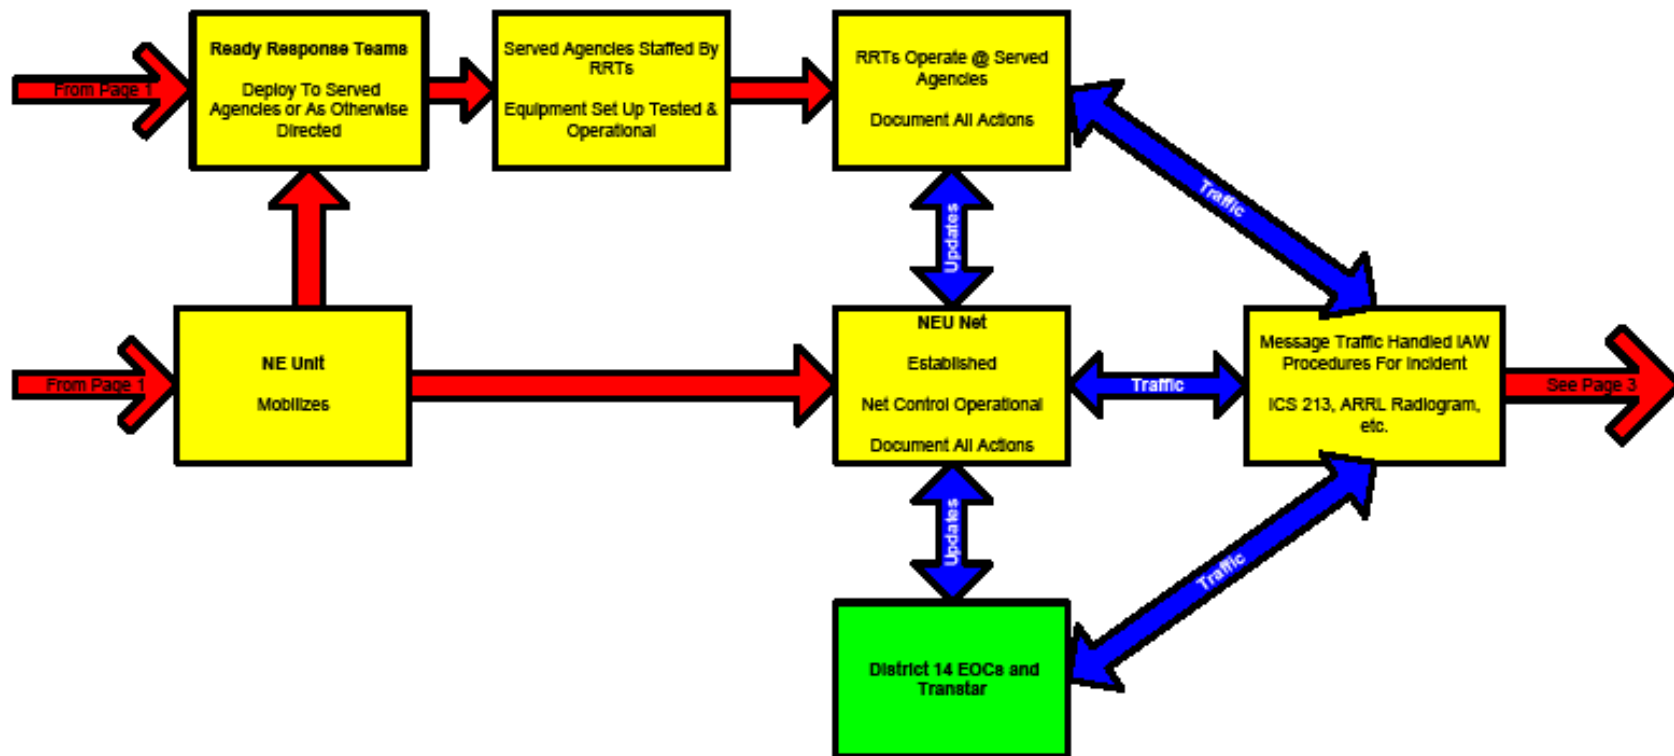 From Page 1
Ready Response Teams
Deploy To Served
Agencies or As Otherwise
Directed
Served Agencies Staffed By
RRTs
Equipment Set Up Tested &
Operational
RRTs Operate @ Served
Agencies
Document All Actions
Traffic
Updates
From Page 1
NE Unit
Mobilizes
NEU Net
Established
Net Control Operational
Document All Actions
Traffic
Message Traffic Handled IAW
Procedures For Incident
ICS 213, ARRL Radiogram,
etc.
See Page 3
Updates
Traffic
District 14 EOCs and
Transtar